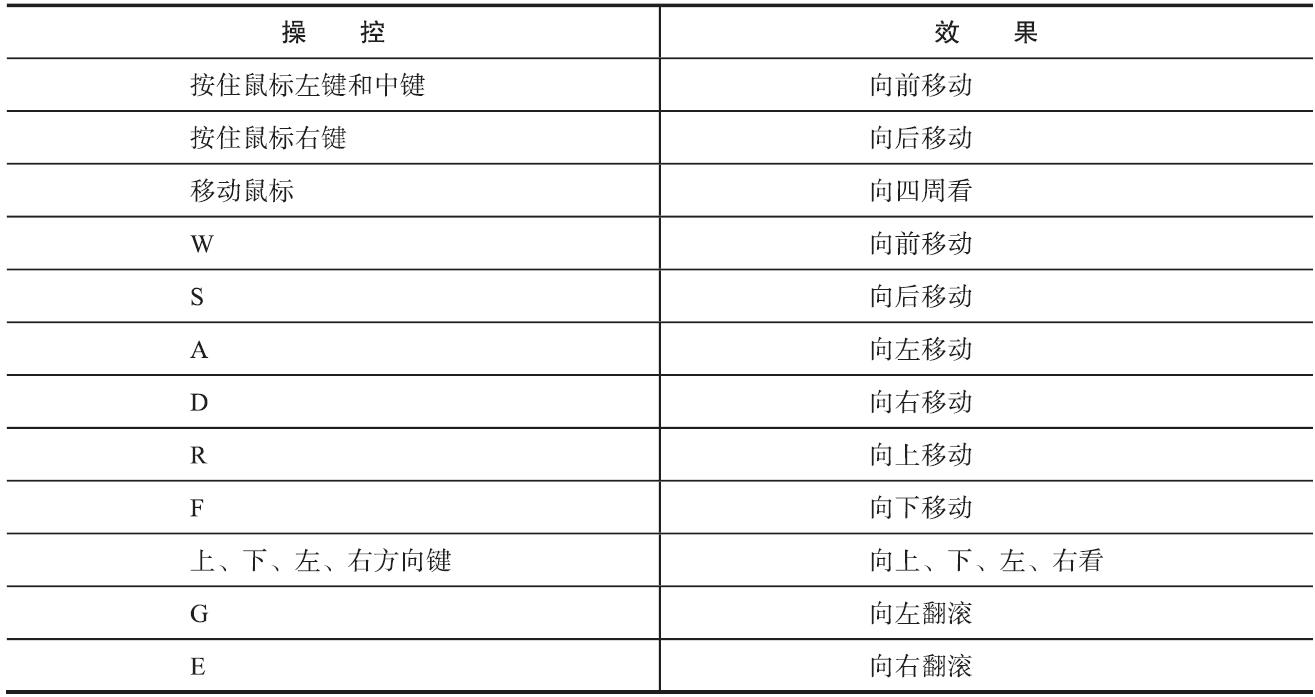 操 控 效 果
按住鼠标左键和中键 向前移动
按住鼠标右键 向后移动
移动鼠标 向四周看
W 向前移动
S 向后移动
A 向左移动
D 向右移动
R 向上移动
F 向下移动
上、下、左、右方向键 向上、下、左、右看
G 向左翻滚
E 向右翻滚